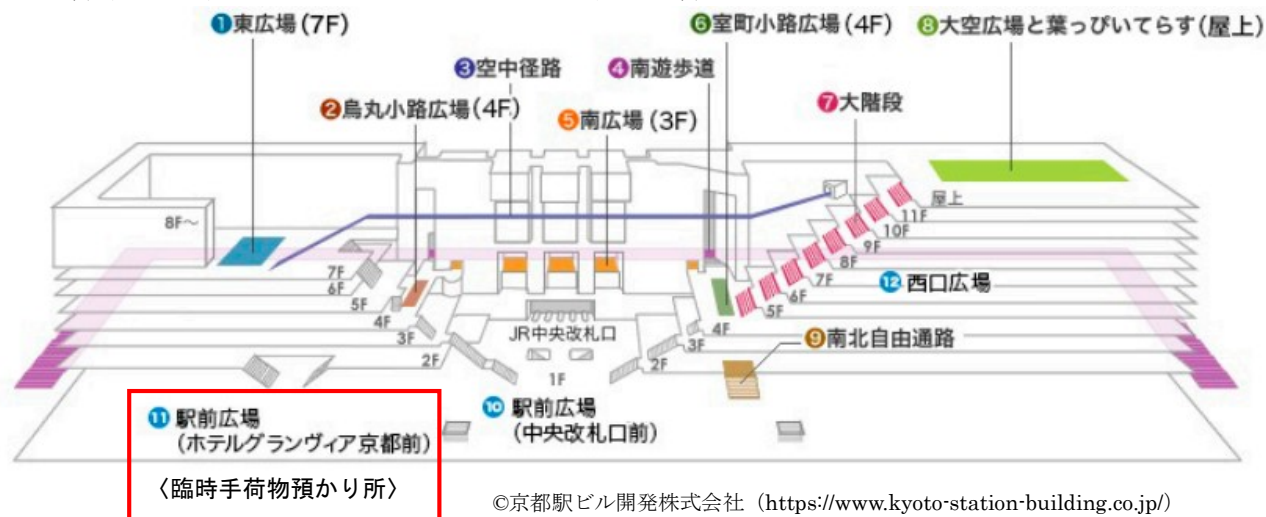 ❶東広場(7F)
❻室町小路広場(4F)
❽大空広場と葉っぴいてらす(屋上)
❸空中径路
❹南遊歩道
❷烏丸小路広場(4F)
❺南広場(3F)
❼大階段
屋上
11F
10F
9F
8F
7F
6F
5F
4F
3F
2F
8F〜
7F
6F
5F
4F
3F
2F
JR中央改札口
1F
⓬西口広場
❾南北自由通路
⓫駅前広場
(ホテルグランヴィア京都前)
〈臨時手荷物預かり所〉
❿駅前広場
(中央改札口前)
©京都駅ビル開発株式会社(https://www.kyoto-station-building.co.jp/)